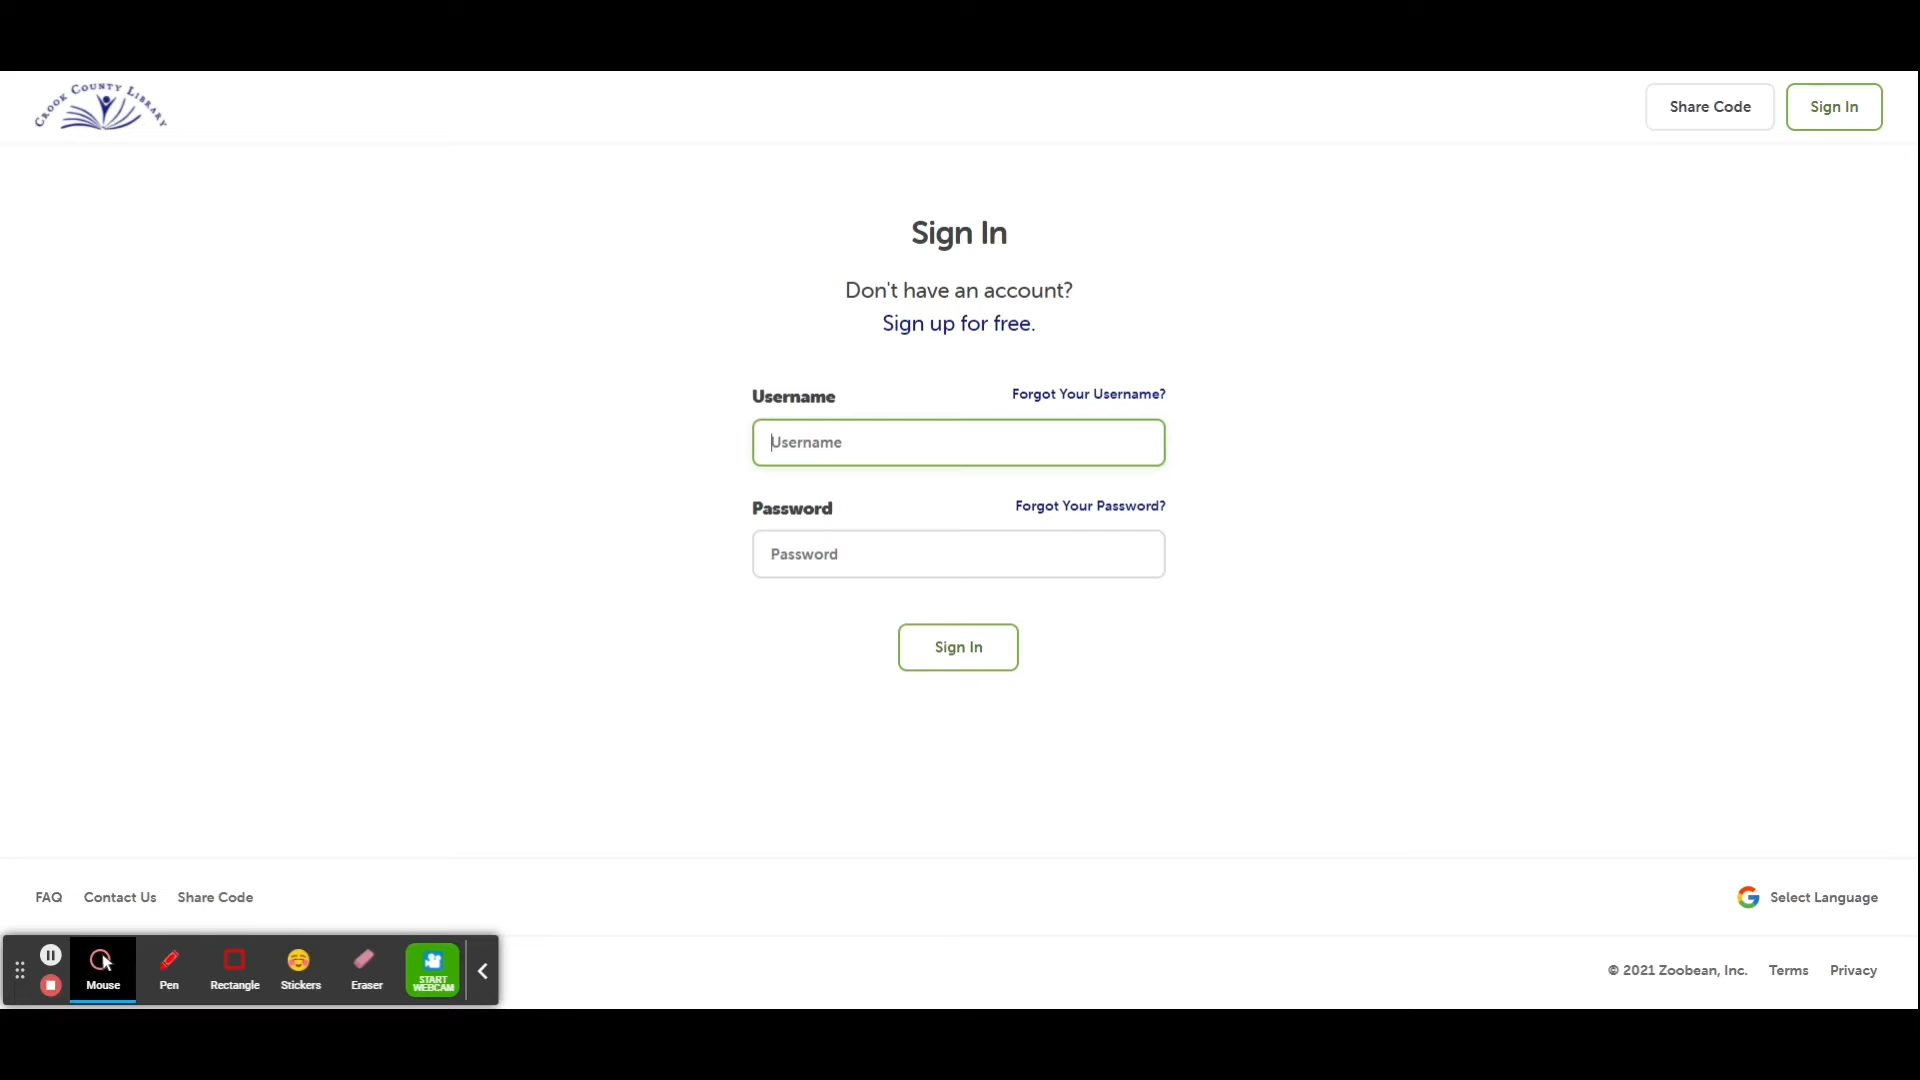 CROOK COUNTY LIBRARY
Share Code
Sign In
Sign In
Don't have an account?
Sign up for free.
Username
Forgot Your Username?
Username
Password
Forgot Your Password?
Password
Sign In
FAQ
Contact Us
Share Code
Select Language
Mouse
Pen
Rectangle
Stickers
Eraser
START
WEBCAM
© 2021 Zoobean, Inc.
Terms
Privacy